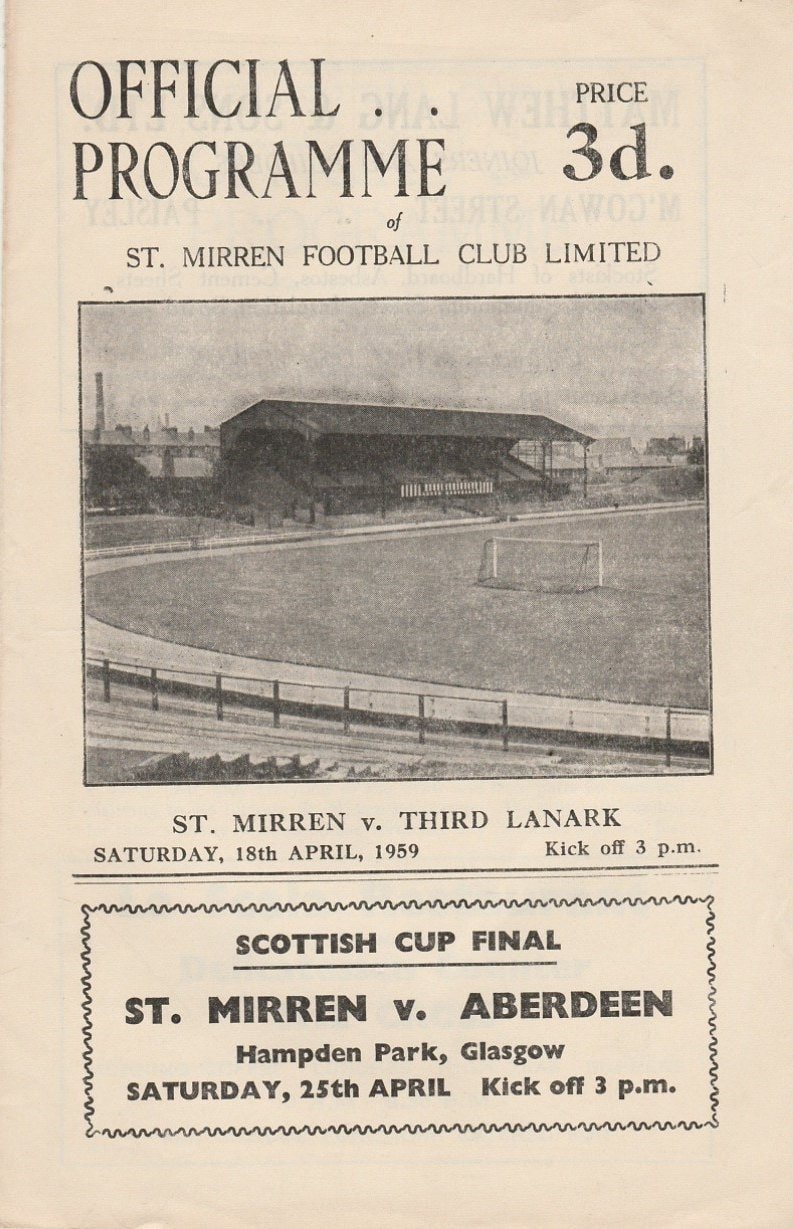 OFFICIAL . . PRICE
PROGRAMME 3d.
of
ST. MIRREN FOOTBALL CLUB LIMITED
ST. MIRREN v. THIRD LANARK
SATURDAY, 18th APRIL, 1959 Kick off 3 p.m.
SCOTTISH CUP FINAL
ST. MIRREN v. ABERDEEN
Hampden Park, Glasgow
SATURDAY, 25th APRIL Kick off 3 p.m.